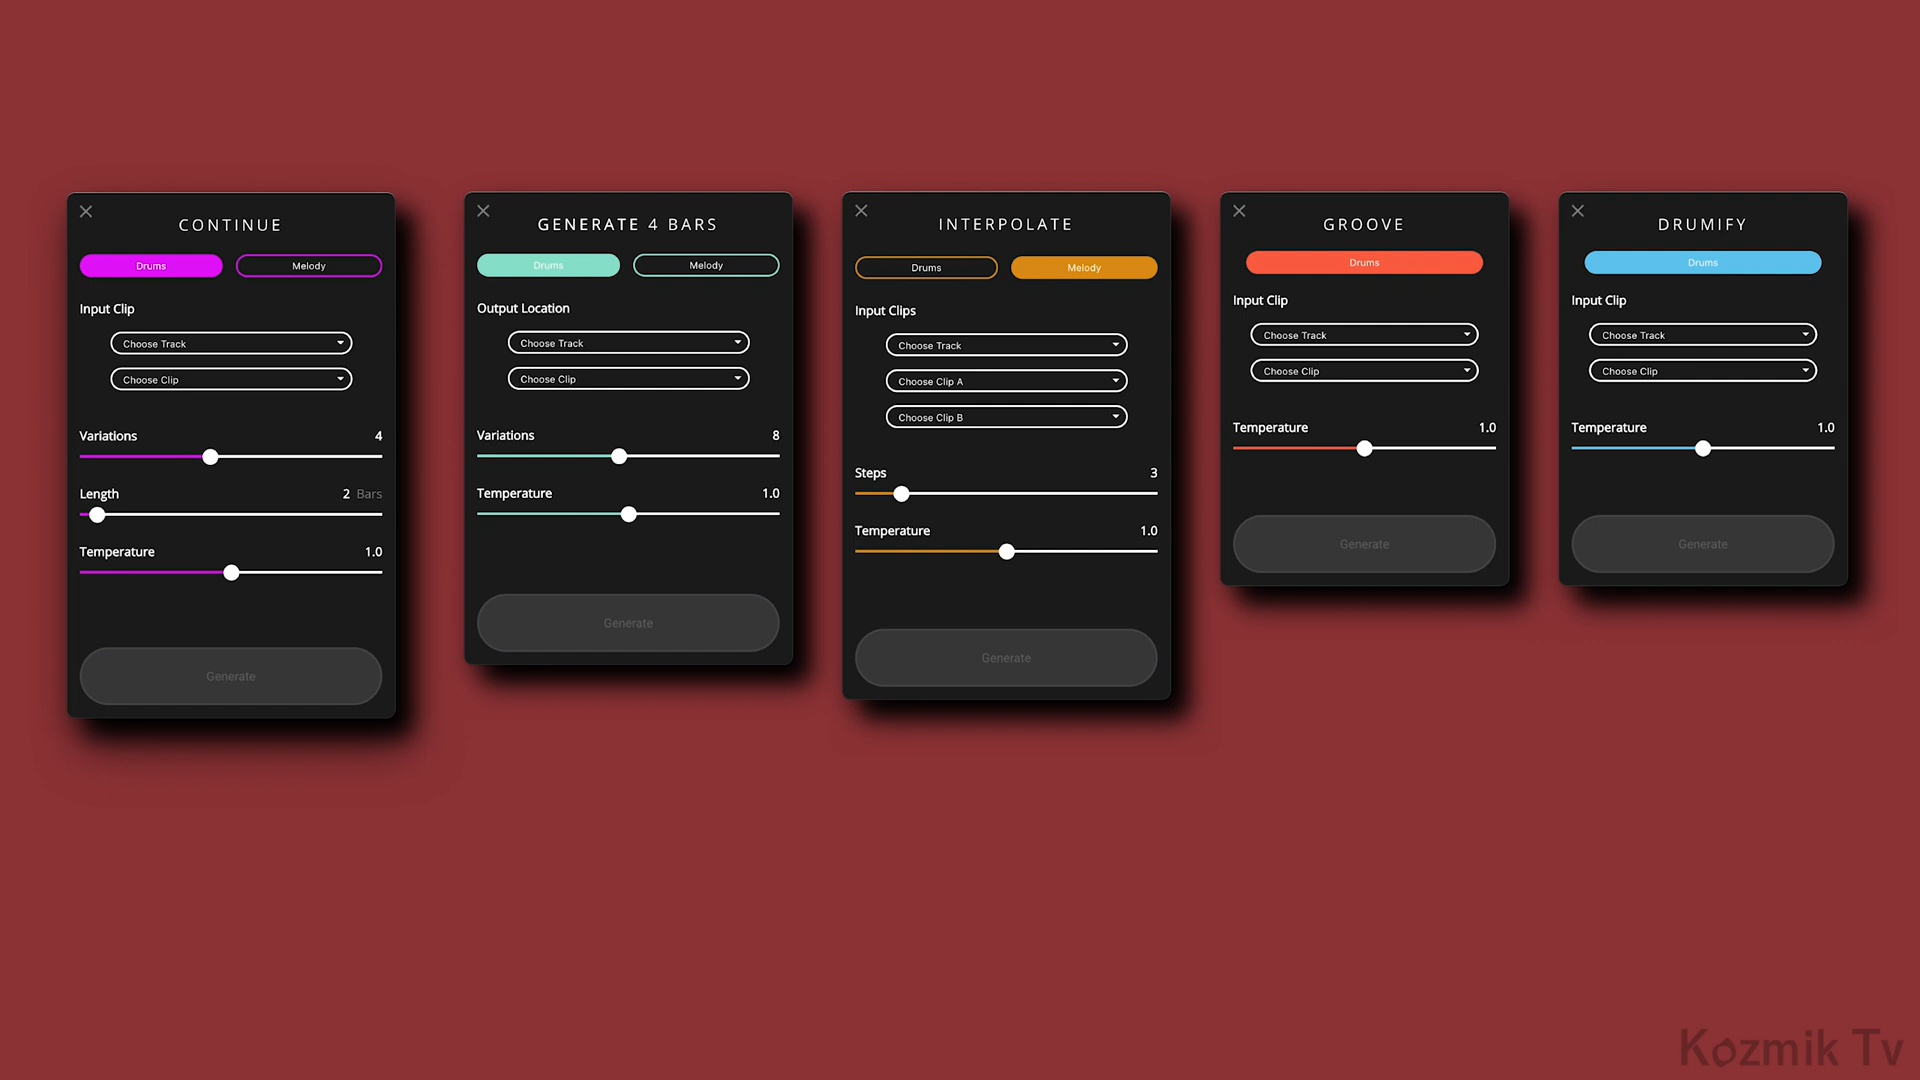 CONTINUE
Drums
Melody
Input Clip
Choose Track
Choose Clip
Variations 4
Length 2 Bars
Temperature 1.0
Generate
GENERATE 4 BARS
Drums
Melody
Output Location
Choose Track
Choose Clip
Variations 8
Temperature 1.0
Generate
INTERPOLATE
Drums
Melody
Input Clips
Choose Track
Choose Clip A
Choose Clip B
Steps 3
Temperature 1.0
Generate
GROOVE
Drums
Input Clip
Choose Track
Choose Clip
Temperature 1.0
Generate
DRUMIFY
Drums
Input Clip
Choose Track
Choose Clip
Temperature 1.0
Generate
Kozmik Tv